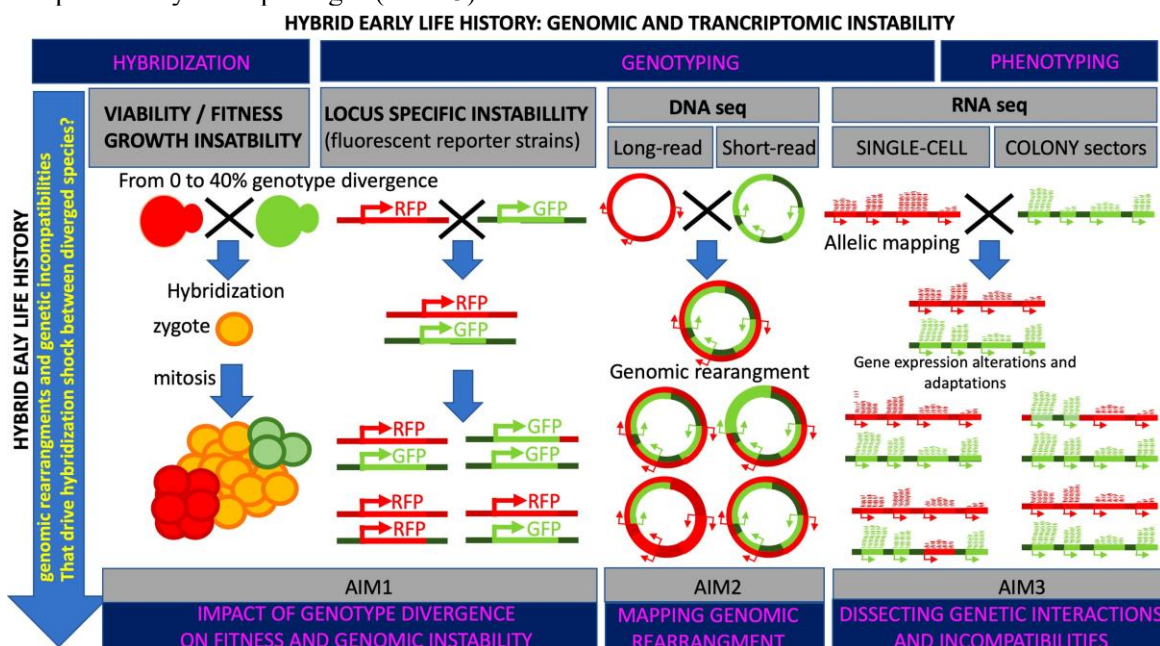 HYBRID EARLY LIFE HISTORY: GENOMIC AND TRANCRIPTOMIC INSTABILITY
HYBRIDIZATION
GENOTYPING
PHENOTYPING
HYBRID EALY LIFE HISTORY
genomic rearrangments and genetic incompatibilities
That drive hybridization shock between diverged species?
VIABILITY / FITNESS
GROWTH INSATBILITY
LOCUS SPECIFIC INSTABILLITY
(fluorescent reporter strains)
DNA seq
Long-read
Short-read
RNA seq
SINGLE-CELL
COLONY sectors
From 0 to 40% genotype divergence
RFP
GFP
Allelic mapping
Hybridization
zygote
mitosis
RFP
GFP
Genomic rearrangment
Gene expression alterations and
adaptations
RFP
GFP
GFP
GFP
RFP
RFP
RFP
GFP
AIM1
IMPACT OF GENOTYPE DIVERGENCE
ON FITNESS AND GENOMIC INSTABILITY
AIM2
MAPPING GENOMIC
REARRANGMENT
AIM3
DISSECTING GENETIC INTERACTIONS
AND INCOMPATIBILITIES